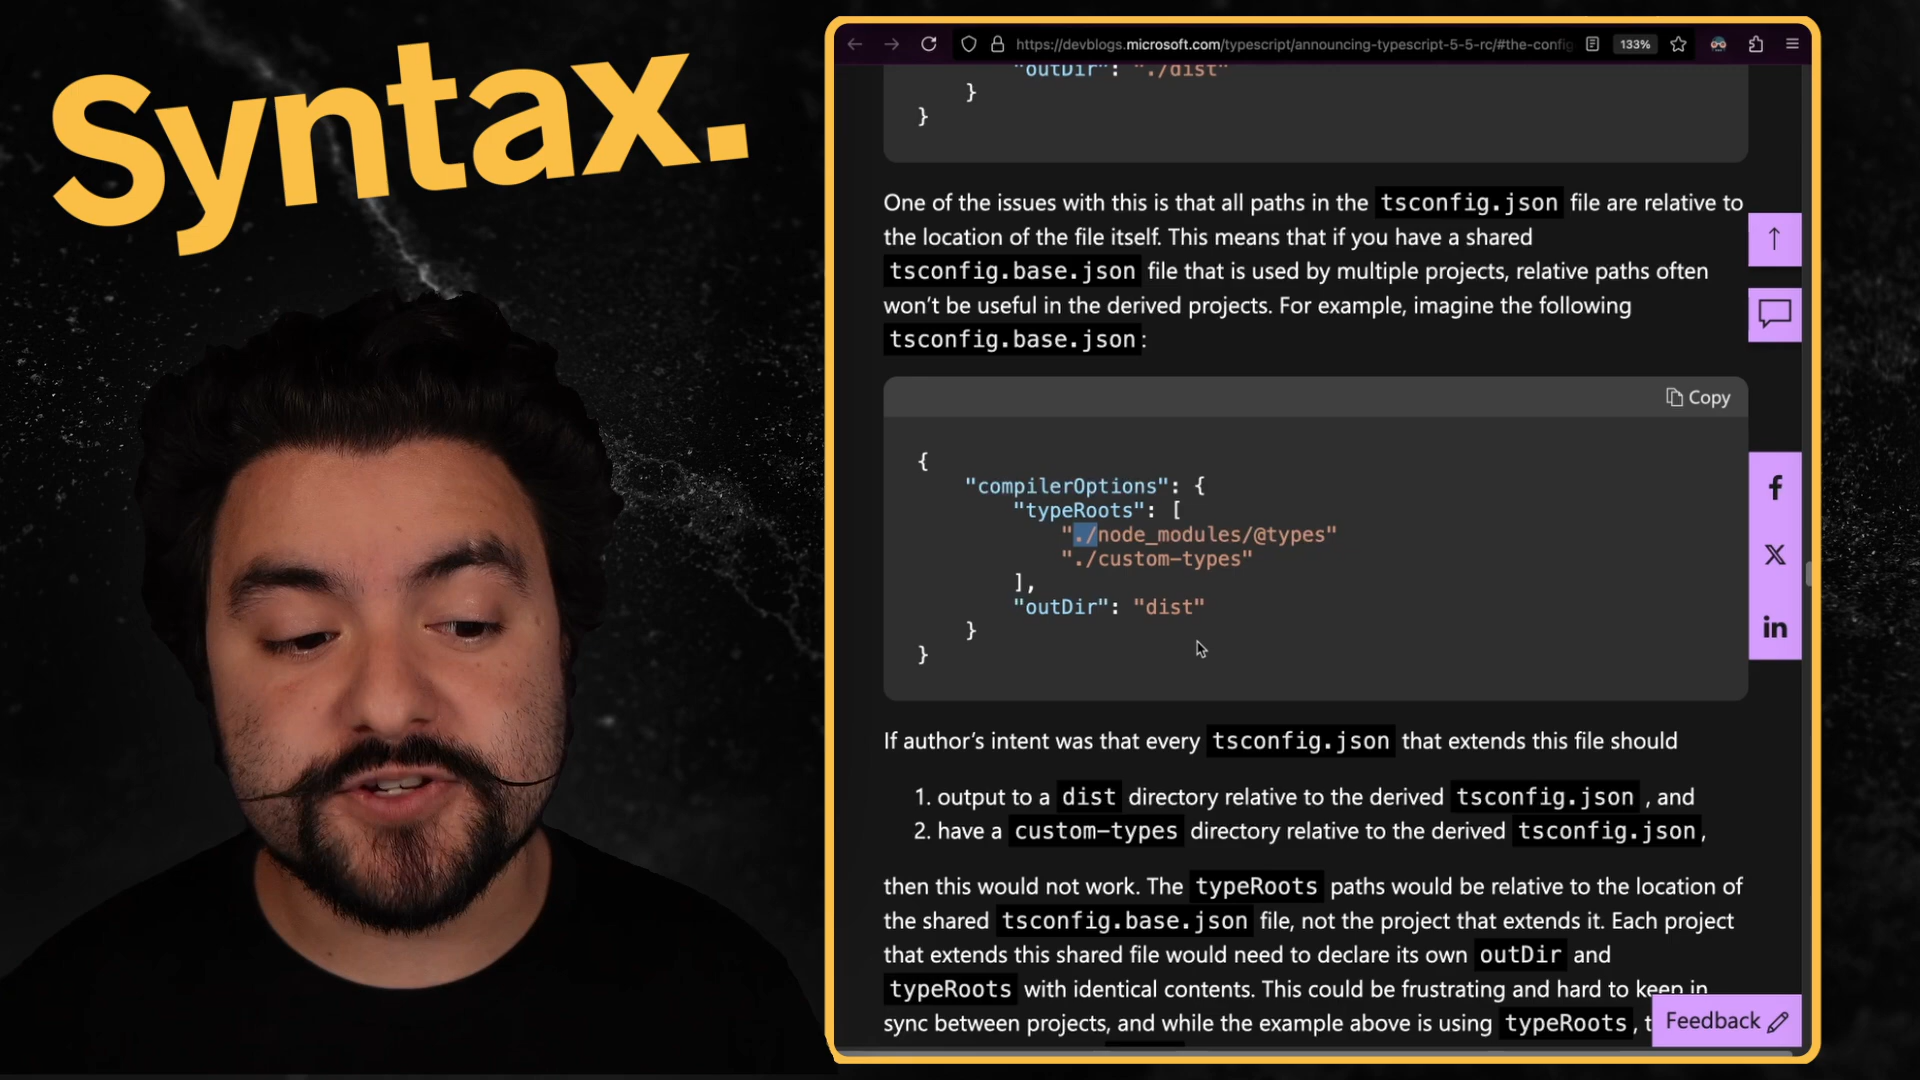 Syntax.
https://devblogs.microsoft.com/typescript/announcing-typescript-5-5-rc/#the-config
133%
"outDir": "./dist"
}
}
One of the issues with this is that all paths in the tsconfig.json file are relative to
the location of the file itself. This means that if you have a shared
tsconfig.base.json file that is used by multiple projects, relative paths often
won’t be useful in the derived projects. For example, imagine the following
tsconfig.base.json:
Copy
{
"compilerOptions": {
"typeRoots": [
"./node_modules/@types"
"./custom-types"
],
"outDir": "dist"
}
}
If author’s intent was that every tsconfig.json that extends this file should
1. output to a dist directory relative to the derived tsconfig.json , and
2. have a custom-types directory relative to the derived tsconfig.json,
then this would not work. The typeRoots paths would be relative to the location of
the shared tsconfig.base.json file, not the project that extends it. Each project
that extends this shared file would need to declare its own outDir and
typeRoots with identical contents. This could be frustrating and hard to keep in
sync between projects, and while the example above is using typeRoots, t
Feedback
f
X
in